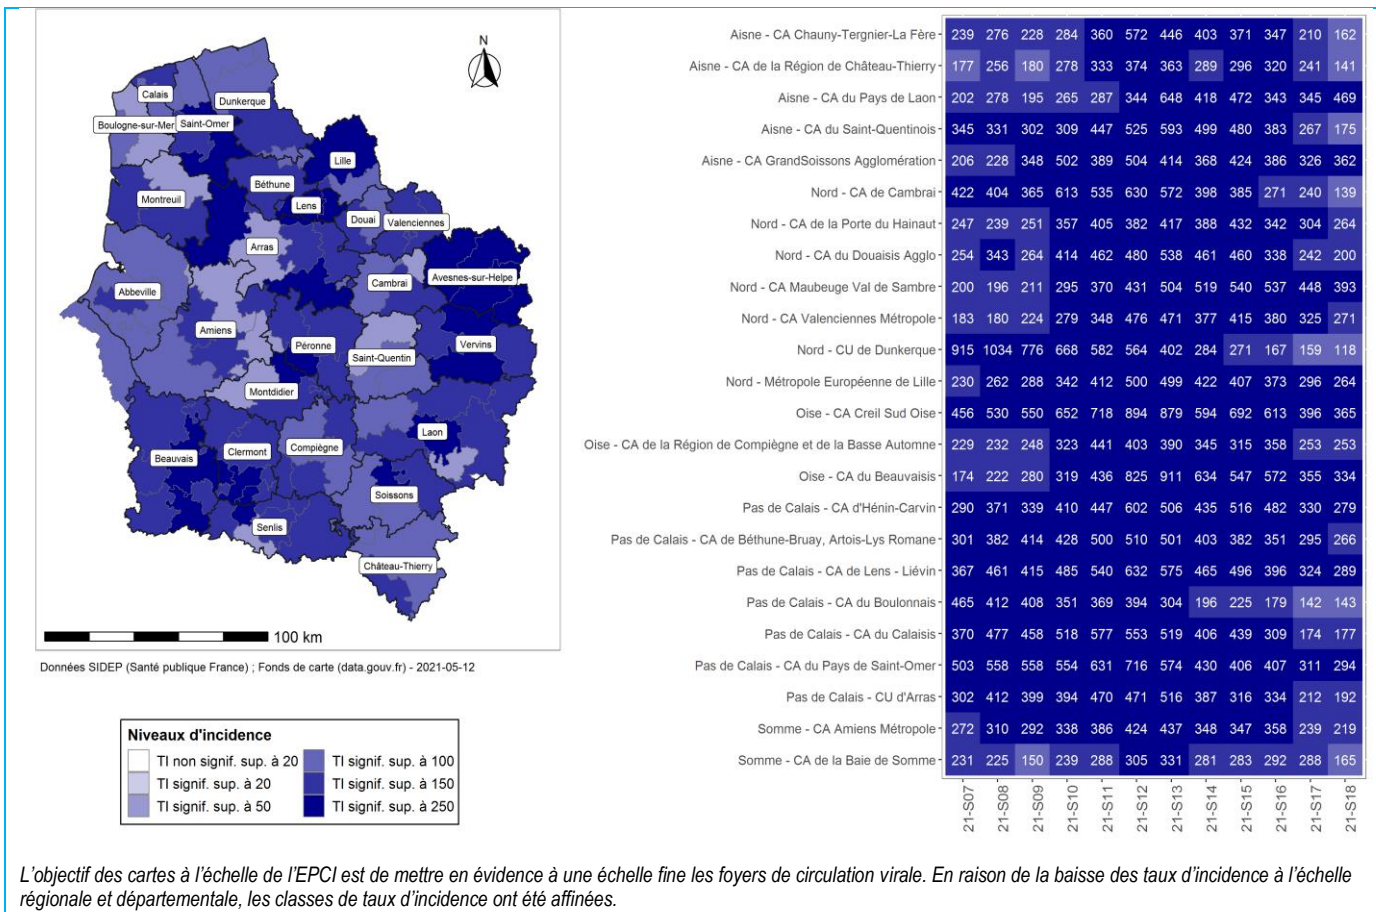 N
Calais
Dunkerque
Boulogne-sur-Mer
Saint-Omer
Lille
Béthune
Montreuil
Lens
Douai
Valenciennes
Arras
Avesnes-sur-Helpe
Cambrai
Abbeville
Amiens
Péronne
Saint-Quentin
Vervins
Montdidier
Laon
Compiègne
Clermont
Beauvais
Soissons
Senlis
Château-Thierry
100 km
Données SIDEP (Santé publique France) ; Fonds de carte (data.gouv.fr) - 2021-05-12
Niveaux d'incidence
TI non signif. sup. à 20
TI signif. sup. à 100
TI signif. sup. à 20
TI signif. sup. à 150
TI signif. sup. à 50
TI signif. sup. à 250
Aisne - CA Chauny-Tergnier-La Fère 239 276 228 284 360 572 446 403 371 347 210 162
Aisne - CA de la Région de Château-Thierry 177 256 180 278 333 374 363 289 296 320 241 141
Aisne - CA du Pays de Laon 202 278 195 265 287 344 648 418 472 343 345 469
Aisne - CA du Saint-Quentinois 345 331 302 309 447 525 593 499 480 383 267 175
Aisne - CA GrandSoissons Agglomération 206 228 348 502 389 504 414 368 424 386 326 362
Nord - CA de Cambrai 422 404 365 613 535 630 572 398 385 271 240 139
Nord - CA de la Porte du Hainaut 247 239 251 357 405 382 417 388 432 342 304 264
Nord - CA du Douaisis Agglo 254 343 264 414 462 480 538 461 460 338 242 200
Nord - CA Maubeuge Val de Sambre 200 196 211 295 370 431 504 519 540 537 448 393
Nord - CA Valenciennes Métropole 183 180 224 279 348 476 471 377 415 380 325 271
Nord - CU de Dunkerque 915 1034 776 668 582 564 402 284 271 167 159 118
Nord - Métropole Européenne de Lille 230 262 288 342 412 500 499 422 407 373 296 264
Oise - CA Creil Sud Oise 456 530 550 652 718 894 879 594 692 613 396 365
Oise - CA de la Région de Compiègne et de la Basse Automne 229 232 248 323 441 403 390 345 315 358 253 253
Oise - CA du Beauvaisis 174 222 280 319 436 825 911 634 547 572 355 334
Pas de Calais - CA d'Hénin-Carvin 290 371 339 410 447 602 506 435 516 482 330 279
Pas de Calais - CA de Béthune-Bruay, Artois-Lys Romane 301 382 414 428 500 510 501 403 382 351 295 266
Pas de Calais - CA de Lens - Liévin 367 461 415 485 540 632 575 465 496 396 324 289
Pas de Calais - CA du Boulonnais 465 412 408 351 369 394 304 196 225 179 142 143
Pas de Calais - CA du Calaisis 370 477 458 518 577 553 519 406 439 309 174 177
Pas de Calais - CA du Pays de Saint-Omer 503 558 558 554 631 716 574 430 406 407 311 294
Pas de Calais - CU d'Arras 302 412 399 394 470 471 516 387 316 334 212 192
Somme - CA Amiens Métropole 272 310 292 338 386 424 437 348 347 358 239 219
Somme - CA de la Baie de Somme 231 225 150 239 288 305 331 281 283 292 288 165
21-S07 21-S08 21-S09 21-S10 21-S11 21-S12 21-S13 21-S14 21-S15 21-S16 21-S17 21-S18
L'objectif des cartes à l'échelle de l'EPCI est de mettre en évidence à une échelle fine les foyers de circulation virale. En raison de la baisse des taux d'incidence à l'échelle
régionale et départementale, les classes de taux d'incidence ont été affinées.